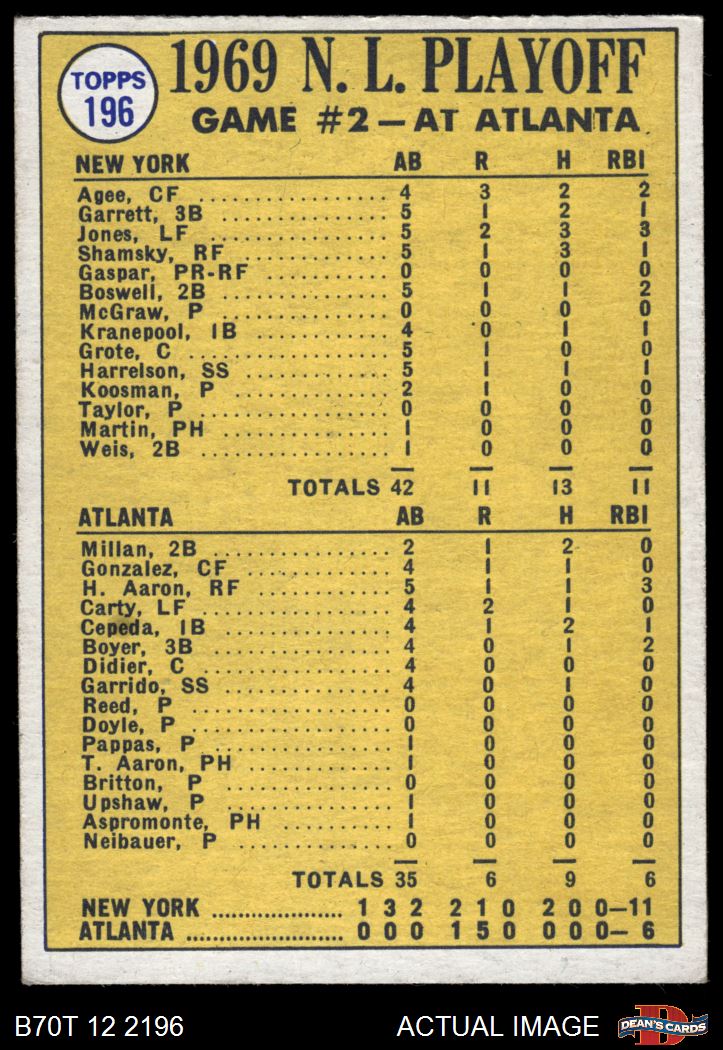 TOPPS
196
1969 N. L. PLAYOFF
GAME #2 — AT ATLANTA
NEW YORK AB R H RBI
Agee, CF .................. 4 3 2 2
Garrett, 3B ................ 5 1 2 1
Jones, LF .................. 5 2 3 3
Shamsky, RF ............... 5 1 3 1
Gaspar, PR-RF ............ 0 0 0 0
Boswell, 2B ................ 5 1 1 2
McGraw, P ................ 0 0 0 0
Kranepool, 1B ............. 4 0 1 1
Grote, C ................... 5 1 0 0
Harrelson, SS .............. 5 1 1 1
Koosman, P ................ 2 1 0 0
Taylor, P .................. 0 0 0 0
Martin, PH ................ 1 0 0 0
Weis, 2B .................. 1 0 0 0
TOTALS 42 11 13 11
ATLANTA AB R H RBI
Millan, 2B ................. 2 1 2 0
Gonzalez, CF .............. 4 1 1 0
H. Aaron, RF .............. 5 1 1 3
Carty, LF .................. 4 2 1 0
Cepeda, 1B ................ 4 1 2 1
Boyer, 3B .................. 4 0 1 2
Didier, C ................... 4 0 0 0
Garrido, SS ................ 4 0 1 0
Reed, P .................... 0 0 0 0
Doyle, P ................... 0 0 0 0
Pappas, P .................. 1 0 0 0
T. Aaron, PH .............. 1 0 0 0
Britton, P ................. 0 0 0 0
Upshaw, P ................. 1 0 0 0
Aspromonte, PH .......... 1 0 0 0
Neibauer, P ............... 0 0 0 0
TOTALS 35 6 9 6
NEW YORK .................... 1 3 2 2 1 0 2 0 0—11
ATLANTA ........................ 0 0 0 1 5 0 0 0 0— 6
B70T 12 2196 ACTUAL IMAGE
DEAN'S CARDS